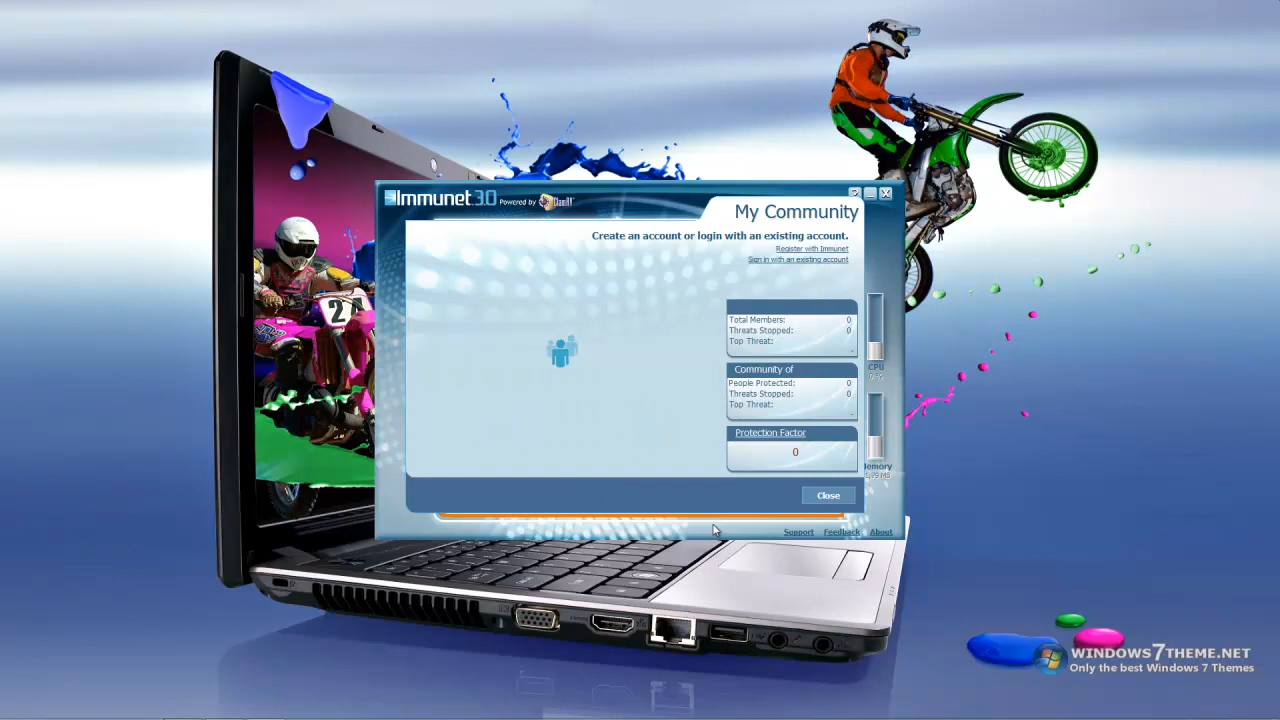 Immunet 3.0 Powered by ClamAV
My Community
Create an account or login with an existing account.
Register with Immunet
Sign in with an existing account
Total Members: 0
Threats Stopped: 0
Top Threat:
-
CPU
Community of
People Protected: 0
Threats Stopped: 0
Top Threat:
-
Protection Factor
0
Close
Support Feedback About
2
WINDOWS7THEME.NET
Only the best Windows 7 Themes